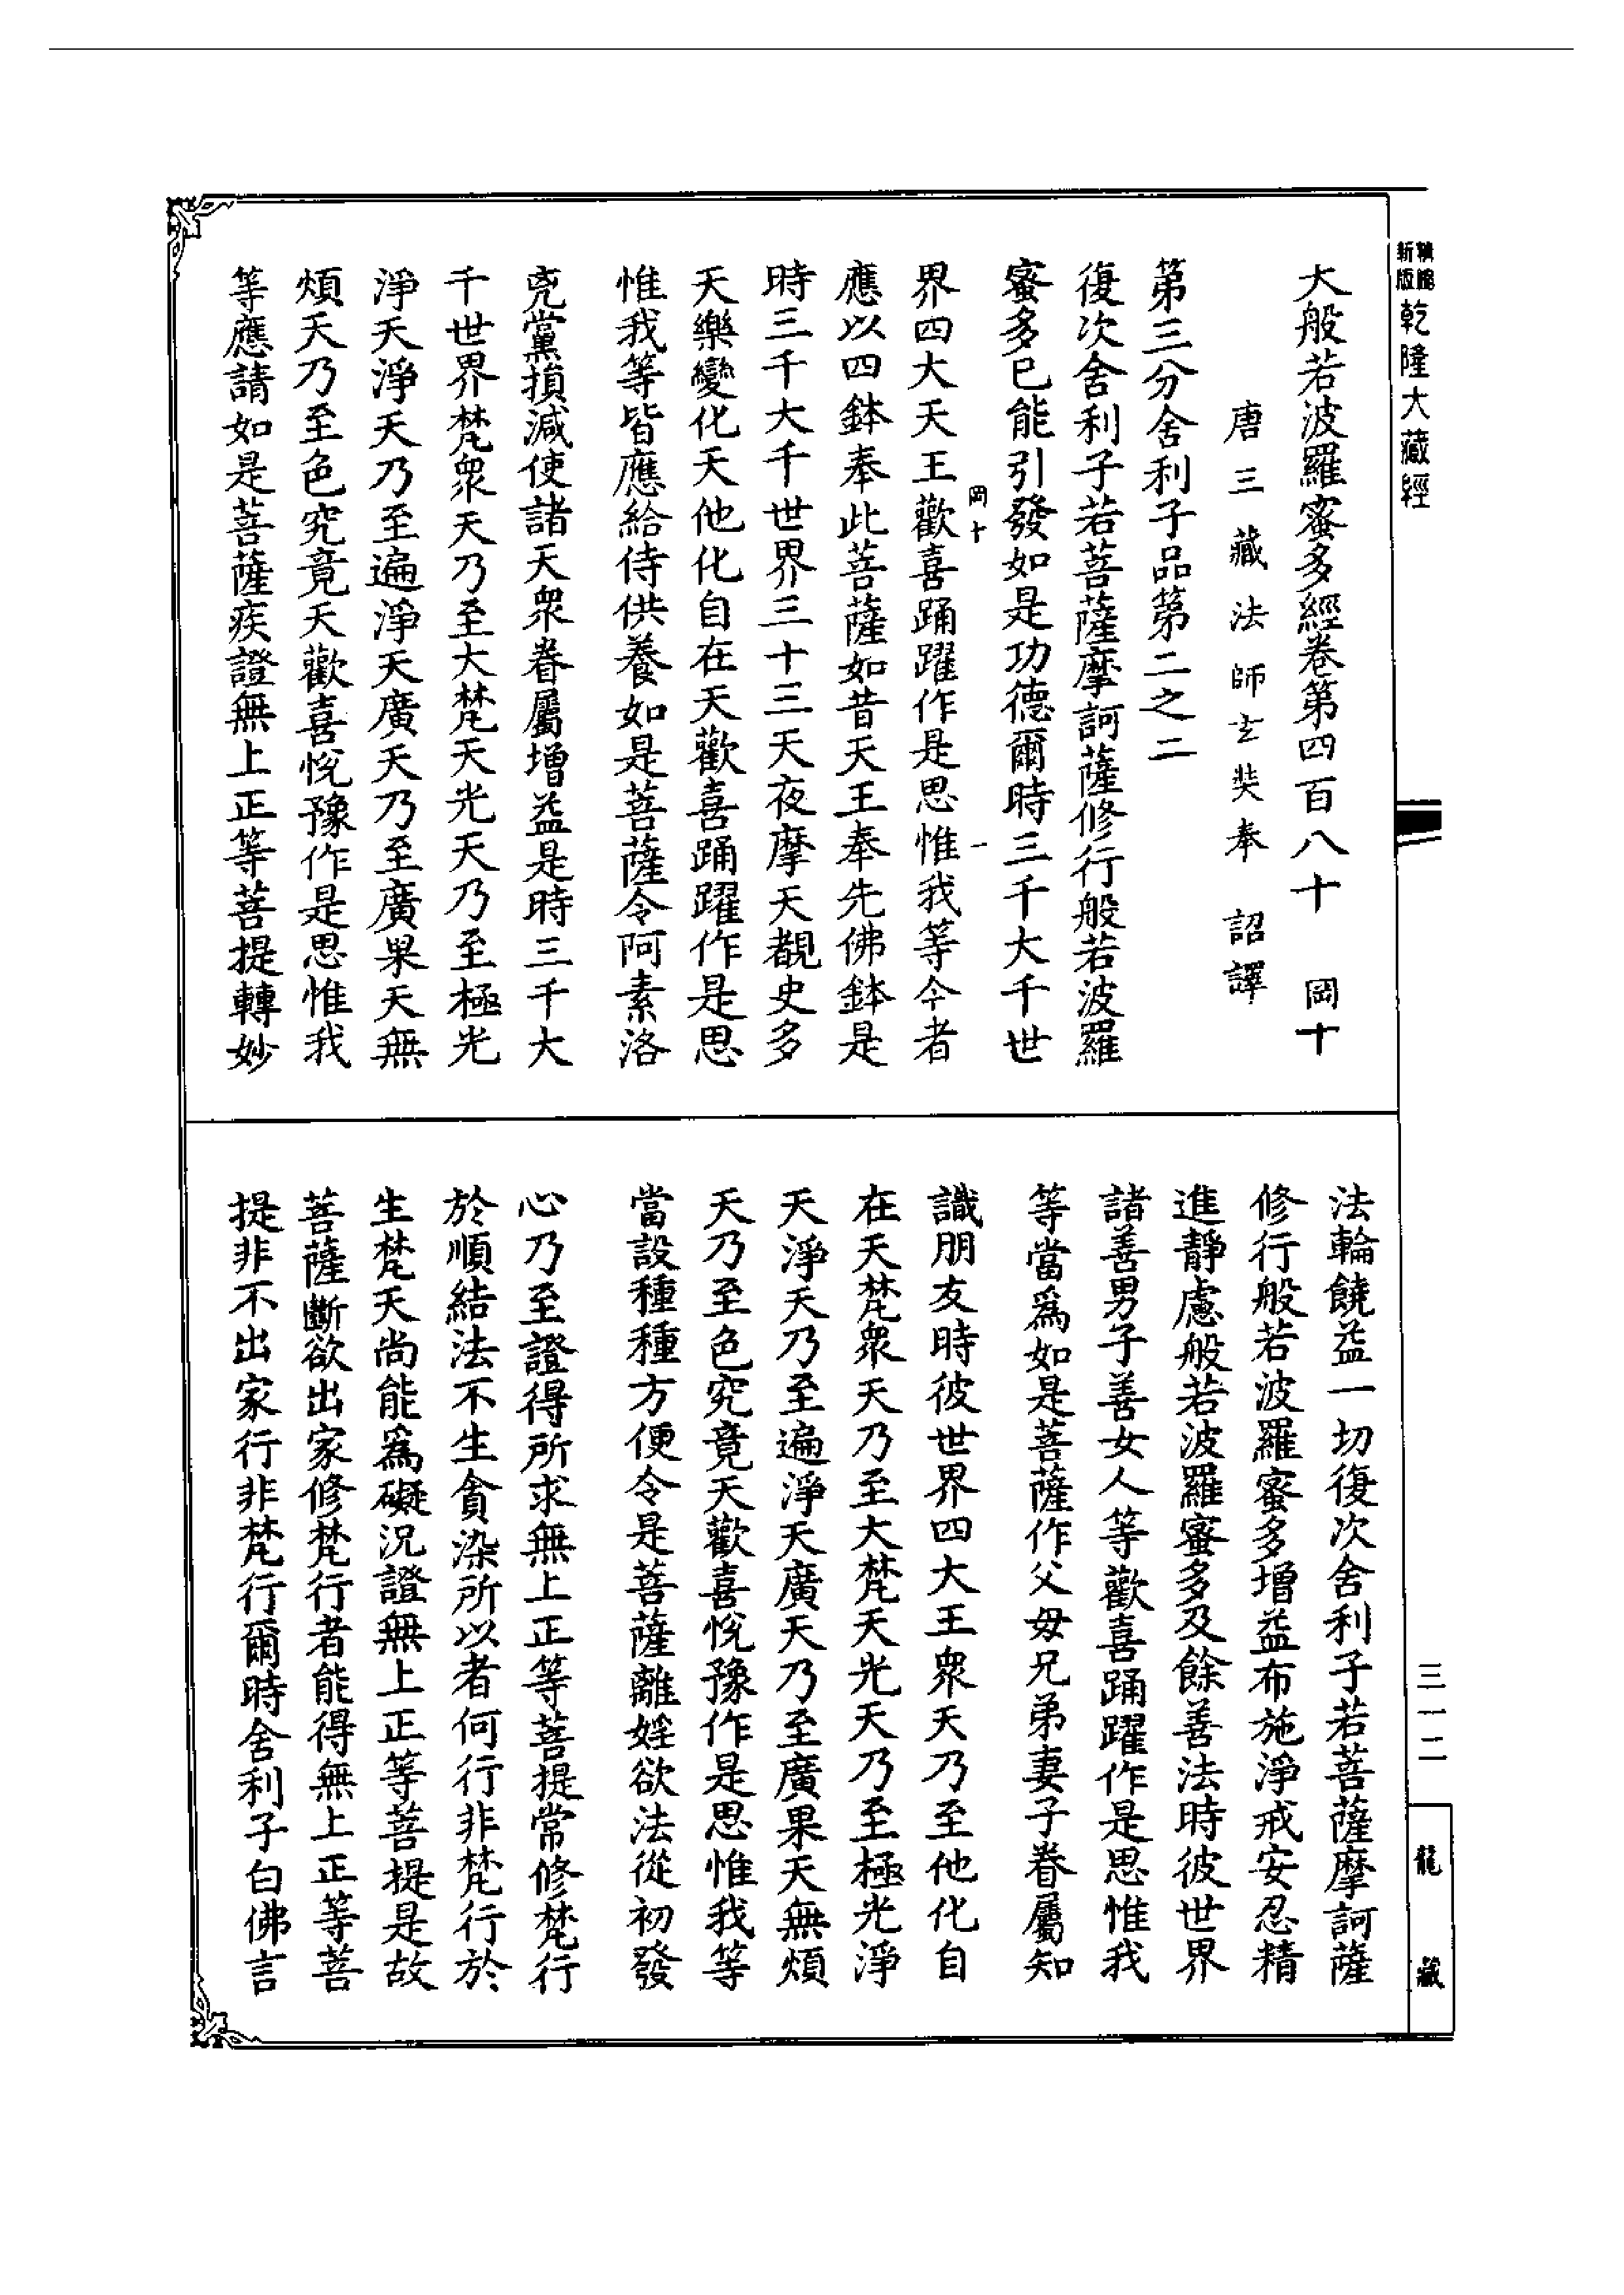 新版
乾隆大藏經
大般若波羅蜜多經卷第四百八十 岡十
唐三藏法師玄奘奉 詔譯
第三分舍利子品第二之二
復次舍利子若菩薩摩訶薩修行般若波羅
蜜多已能引發如是功德爾時三千大千世
界四大天王歡喜踊躍作是思惟我等今者
岡十 一
應以四鉢奉此菩薩如昔天王奉先佛鉢是
時三千大千世界三十三天夜摩天覩史多
天樂變化天他化自在天歡喜踊躍作是思
惟我等皆應給侍供養如是菩薩令阿素洛
兇黨損減使諸天眾眷屬增益是時三千大
千世界梵眾天乃至大梵天光天乃至極光
淨天淨天乃至遍淨天廣天乃至廣果天無
煩天乃至色究竟天歡喜悅豫作是思惟我
等應請如是菩薩疾證無上正等菩提轉妙
法輪饒益一切復次舍利子若菩薩摩訶薩
修行般若波羅蜜多增益布施淨戒安忍精
進靜慮般若波羅蜜多及餘善法時彼世界
諸善男子善女人等歡喜踊躍作是思惟我
等當為如是菩薩作父母兄弟妻子眷屬知
識朋友時彼世界四大王眾天乃至他化自
在天梵眾天乃至大梵天光天乃至極光淨
天淨天乃至遍淨天廣天乃至廣果天無煩
天乃至色究竟天歡喜悅豫作是思惟我等
當設種種方便令是菩薩離婬欲法從初發
心乃至證得所求無上正等菩提常修梵行
於順結法不生貪染所以者何行非梵行於
生梵天尚能為礙況證無上正等菩提是故
菩薩斷欲出家修梵行者能得無上正等菩
提非不出家行非梵行爾時舍利子白佛言
三一二
龍藏